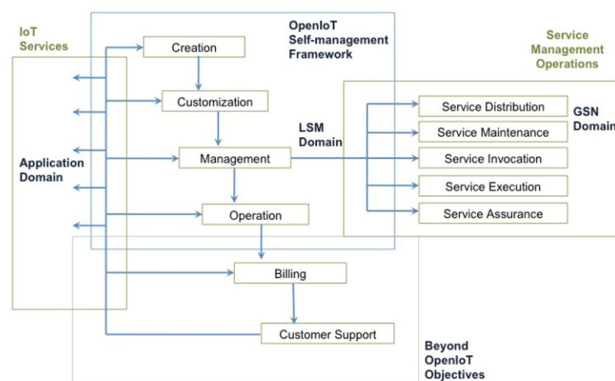 IoT
Services
OpenIoT
Self-management
Framework
Service
Management
Operations
Creation
Customization
LSM
Domain
Management
Operation
Application
Domain
Service Distribution
Service Maintenance
Service Invocation
Service Execution
Service Assurance
GSN
Domain
Billing
Customer Support
Beyond
OpenIoT
Objectives